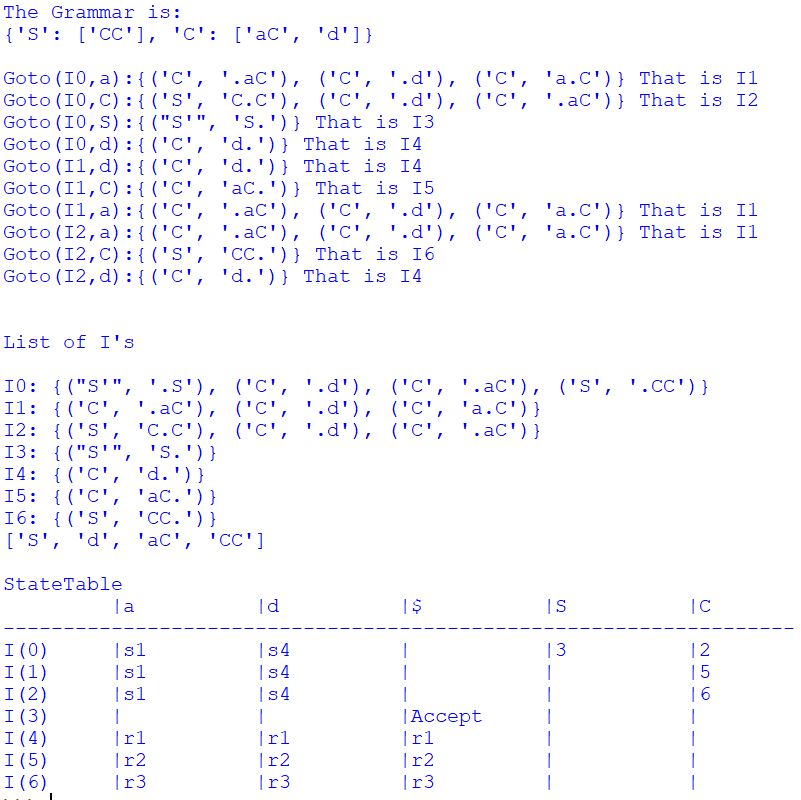 The Grammar is:
{'S': ['CC'], 'C': ['aC', 'd']}
Goto(I0,a):{('C', '.aC'), ('C', '.d'), ('C', 'a.C')} That is I1
Goto(I0,C):{('S', 'C.C'), ('C', '.d'), ('C', '.aC')} That is I2
Goto(I0,S):{("S'", 'S.')} That is I3
Goto(I0,d):{('C', 'd.')} That is I4
Goto(I1,d):{('C', 'd.')} That is I4
Goto(I1,C):{('C', 'aC.')} That is I5
Goto(I1,a):{('C', '.aC'), ('C', '.d'), ('C', 'a.C')} That is I1
Goto(I2,a):{('C', '.aC'), ('C', '.d'), ('C', 'a.C')} That is I1
Goto(I2,C):{('S', 'CC.')} That is I6
Goto(I2,d):{('C', 'd.')} That is I4
List of I's
I0: {("S'", '.S'), ('C', '.d'), ('C', '.aC'), ('S', '.CC')}
I1: {('C', '.aC'), ('C', '.d'), ('C', 'a.C')}
I2: {('S', 'C.C'), ('C', '.d'), ('C', '.aC')}
I3: {("S'", 'S.')}
I4: {('C', 'd.')}
I5: {('C', 'aC.')}
I6: {('S', 'CC.')}
['S', 'd', 'aC', 'CC']
StateTable
|a |d |$ |S |C
------------------------------------------------------------------
I(0) |s1 |s4 | |3 |2
I(1) |s1 |s4 | | |5
I(2) |s1 |s4 | | |6
I(3) | | |Accept | |
I(4) |r1 |r1 |r1 | |
I(5) |r2 |r2 |r2 | |
I(6) |r3 |r3 |r3 | |